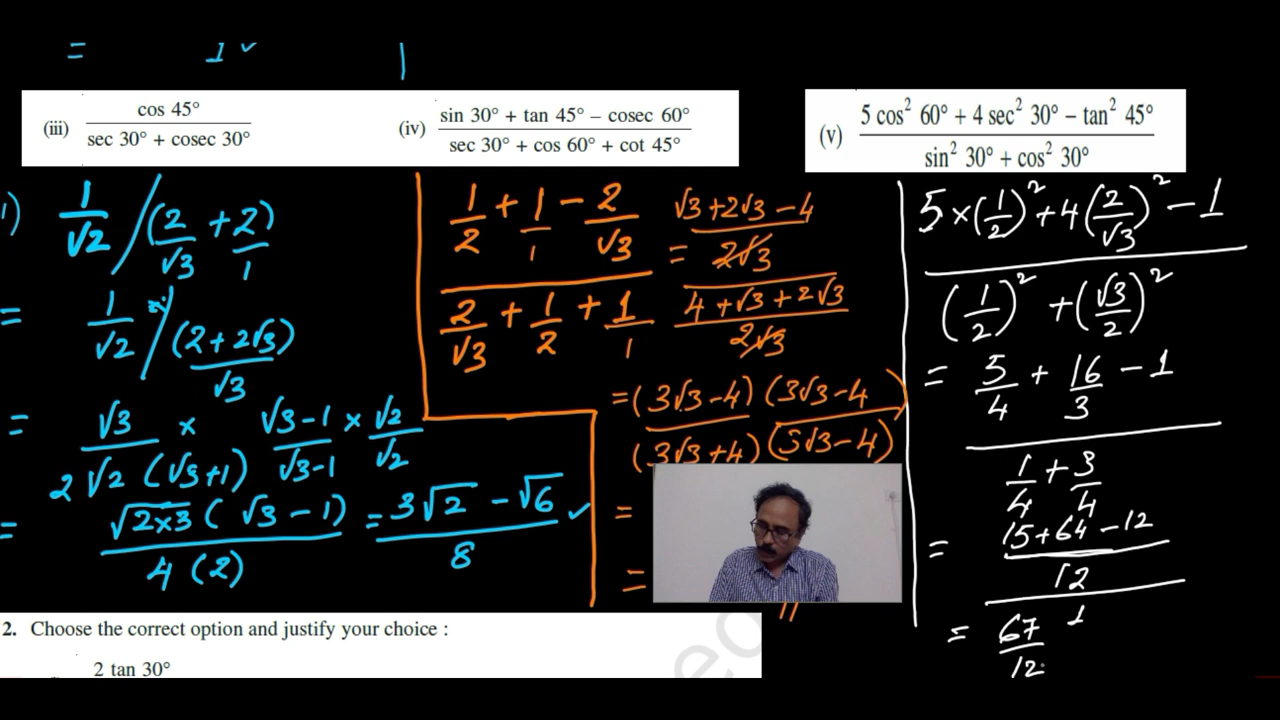 = 1 ✓ |
(iii) cos 45° / sec 30° + cosec 30°
(iv) sin 30° + tan 45° – cosec 60° / sec 30° + cos 60° + cot 45°
(v) 5 cos² 60° + 4 sec² 30° – tan² 45° / sin² 30° + cos² 30°
1/√2 / (2/√3 + 2/1)
= 1/√2 / (2+2√3)/√3
= √3 / 2√2 (√3+1) × √3-1 / √3-1 × √2/√2
= √2×3 (√3-1) / 4(2) = 3√2 - √6 / 8 ✓
1/2 + 1/1 - 2/√3
2/√3 + 1/2 + 1/1
= √3+2√3-4 / 2√3
4+√3+2√3 / 2√3
= (3√3-4) (3√3-4)
(3√3+4) (3√3-4)
=
=
11
5×(1/2)² + 4(2/√3)² - 1
(1/2)² + (√3/2)²
= 5/4 + 16/3 - 1
1/4 + 3/4
= 15+64-12 / 12
1
= 67/12
2. Choose the correct option and justify your choice :
2 tan 30°